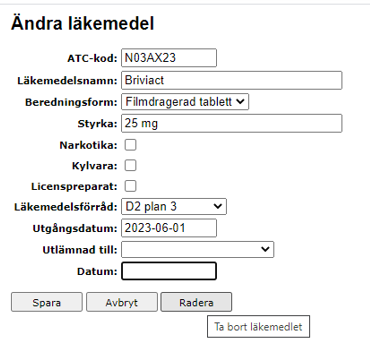 Ändra läkemedel
ATC-kod: N03AX23
Läkemedelsnamn: Briviact
Beredningsform: Filmdragerad tablett
Styrka: 25 mg
Narkotika:
Kylvara:
Licenspreparat:
Läkemedelsförråd: D2 plan 3
Utgångsdatum: 2023-06-01
Utlämnad till:
Datum:
Spara Avbryt Radera
Ta bort läkemedlet